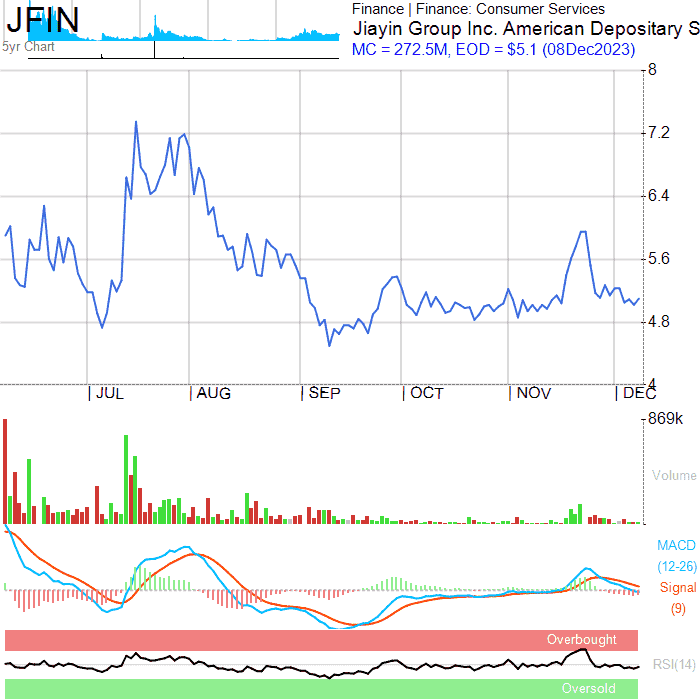 JFIN
5yr Chart
Finance | Finance: Consumer Services
Jiayin Group Inc. American Depositary S
MC = 272.5M, EOD = $5.1 (08Dec2023)
8
7.2
6.4
5.6
4.8
4
JUL AUG SEP OCT NOV DEC
869k
Volume
MACD
(12-26)
Signal
(9)
Overbought
RSI(14)
Oversold